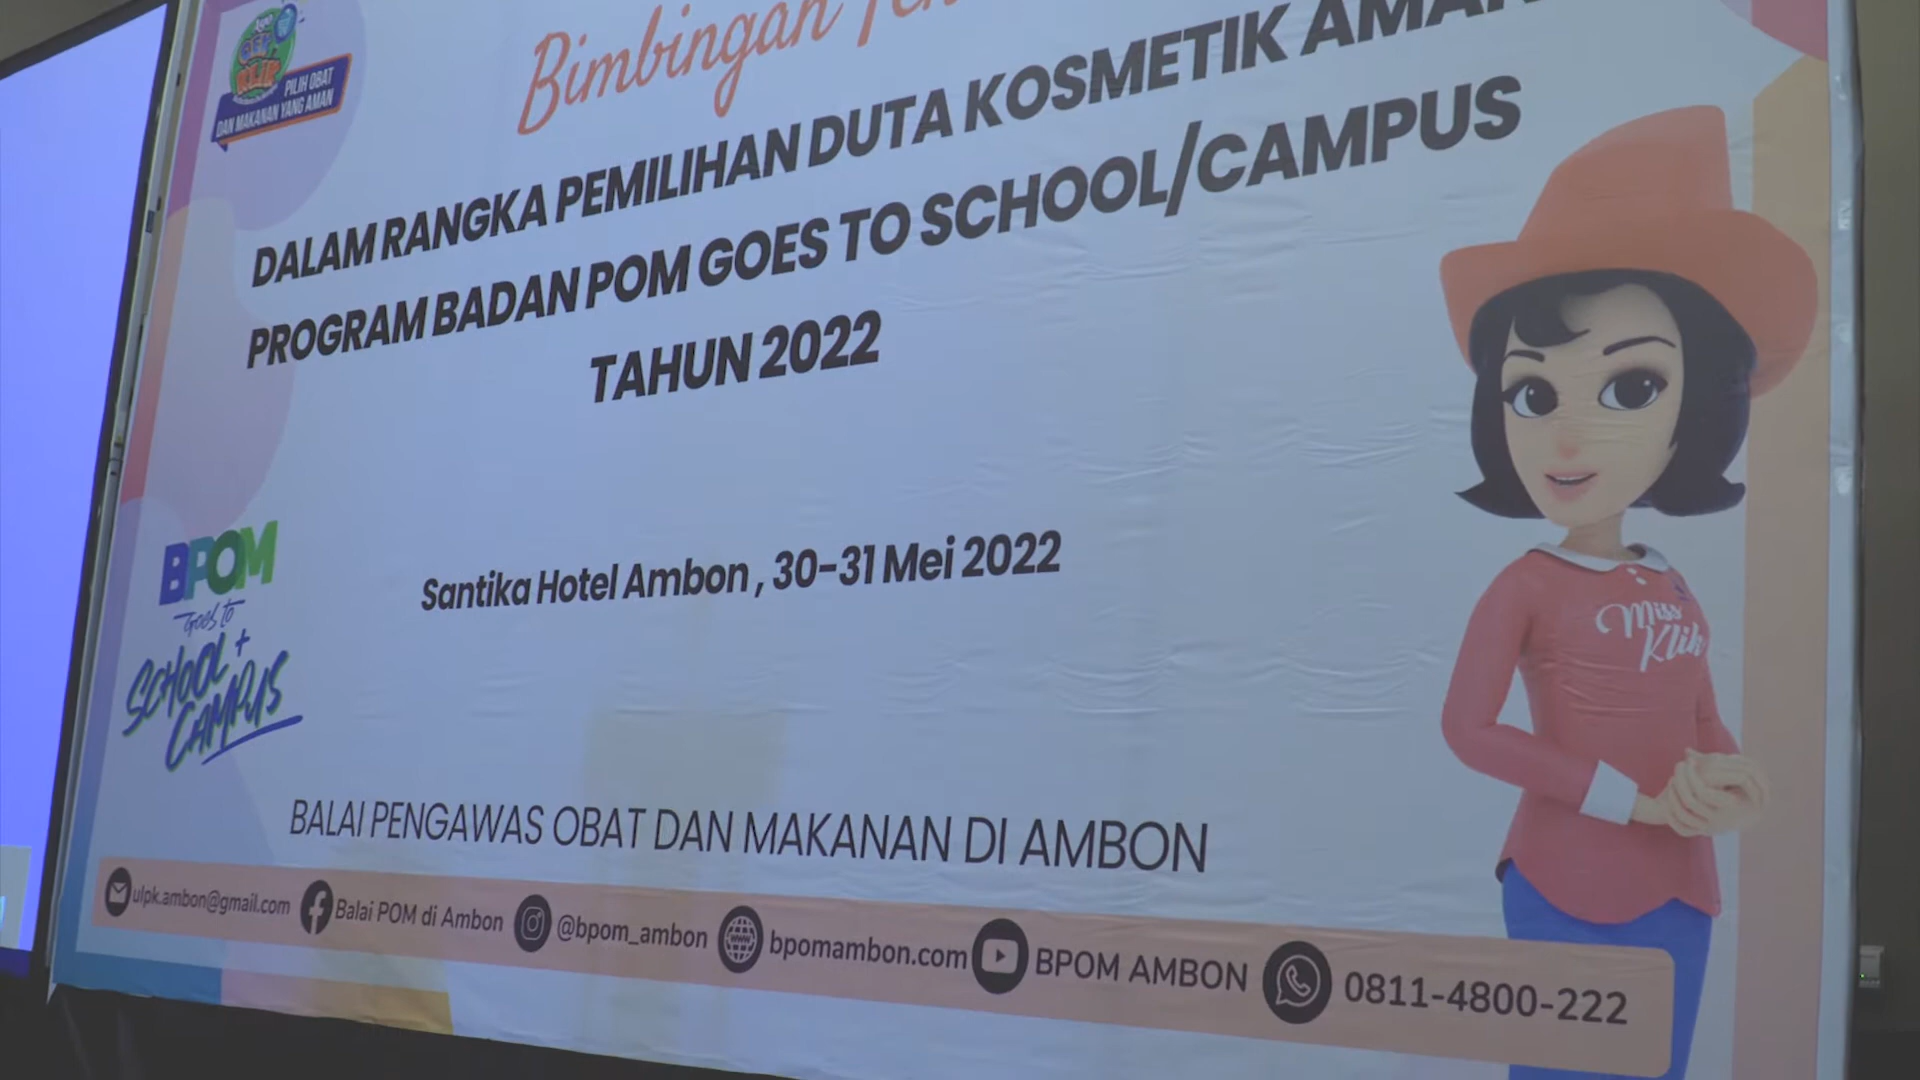 Bimbingan
DALAM RANGKA PEMILIHAN DUTA KOSMETIK AMAN
PROGRAM BADAN POM GOES TO SCHOOL/CAMPUS
TAHUN 2022
Santika Hotel Ambon , 30-31 Mei 2022
BALAI PENGAWAS OBAT DAN MAKANAN DI AMBON
ulpk.ambon@gmail.com Balai POM di Ambon @bpom_ambon bpomambon.com BPOM AMBON 0811-4800-222
CEK
KLIK
PILIH OBAT
DAN MAKANAN YANG AMAN
BPOM
Goes to
SCHOOL +
CAMPUS
Miss
Klik